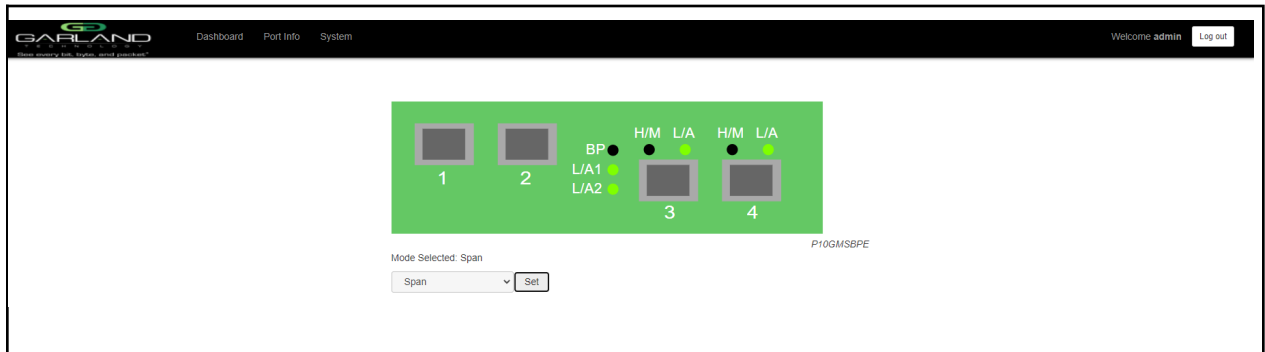 GARLAND
TECHNOLOGY
See every bit, byte, and packet®
Dashboard Port Info System
Welcome admin Log out
H/M L/A H/M L/A
BP
L/A1
L/A2
1 2
3 4
P10GMSBPE
Mode Selected: Span
Span Set